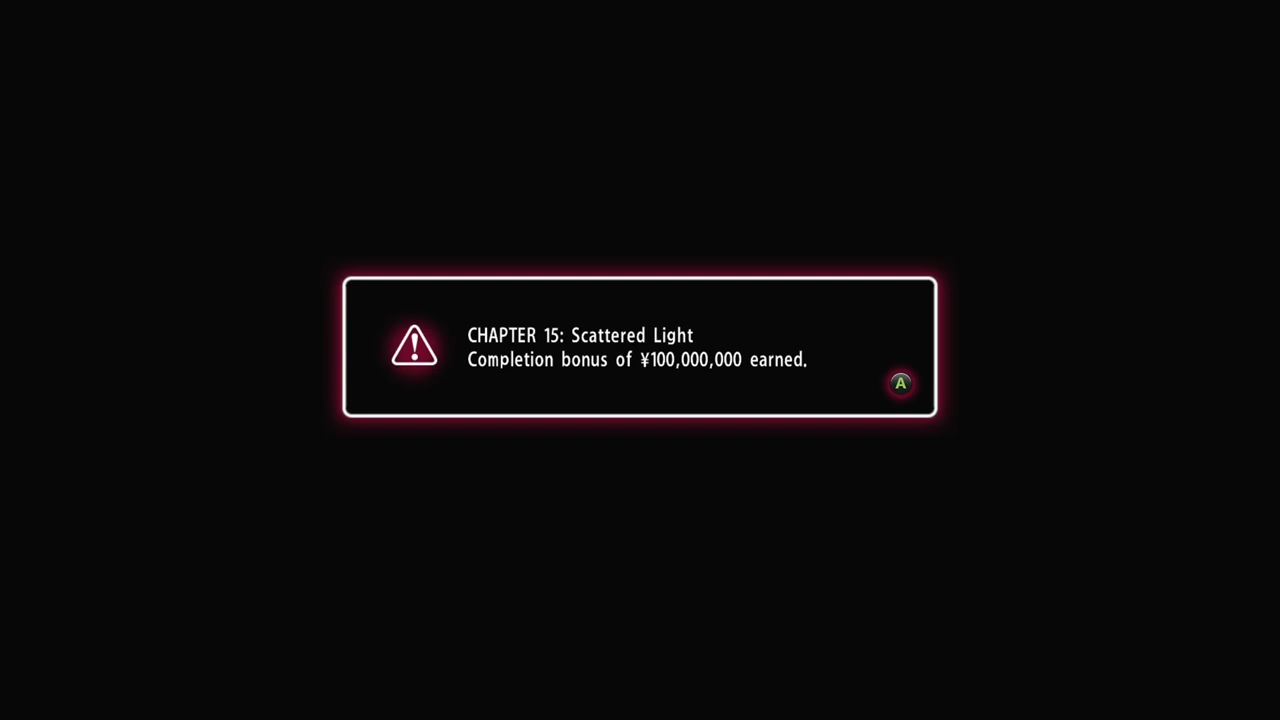 CHAPTER 15: Scattered Light
Completion bonus of ¥100,000,000 earned.
A